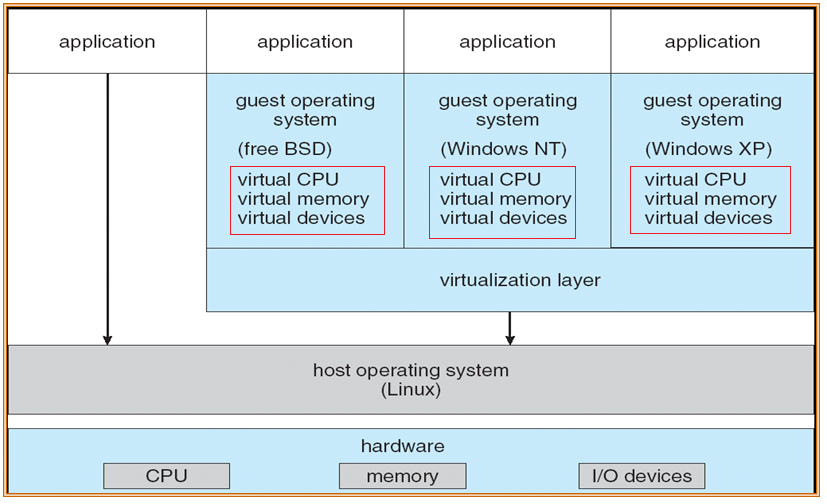 application
application
application
application
guest operating
system
(free BSD)
virtual CPU
virtual memory
virtual devices
guest operating
system
(Windows NT)
virtual CPU
virtual memory
virtual devices
guest operating
system
(Windows XP)
virtual CPU
virtual memory
virtual devices
virtualization layer
host operating system
(Linux)
hardware
CPU
memory
I/O devices